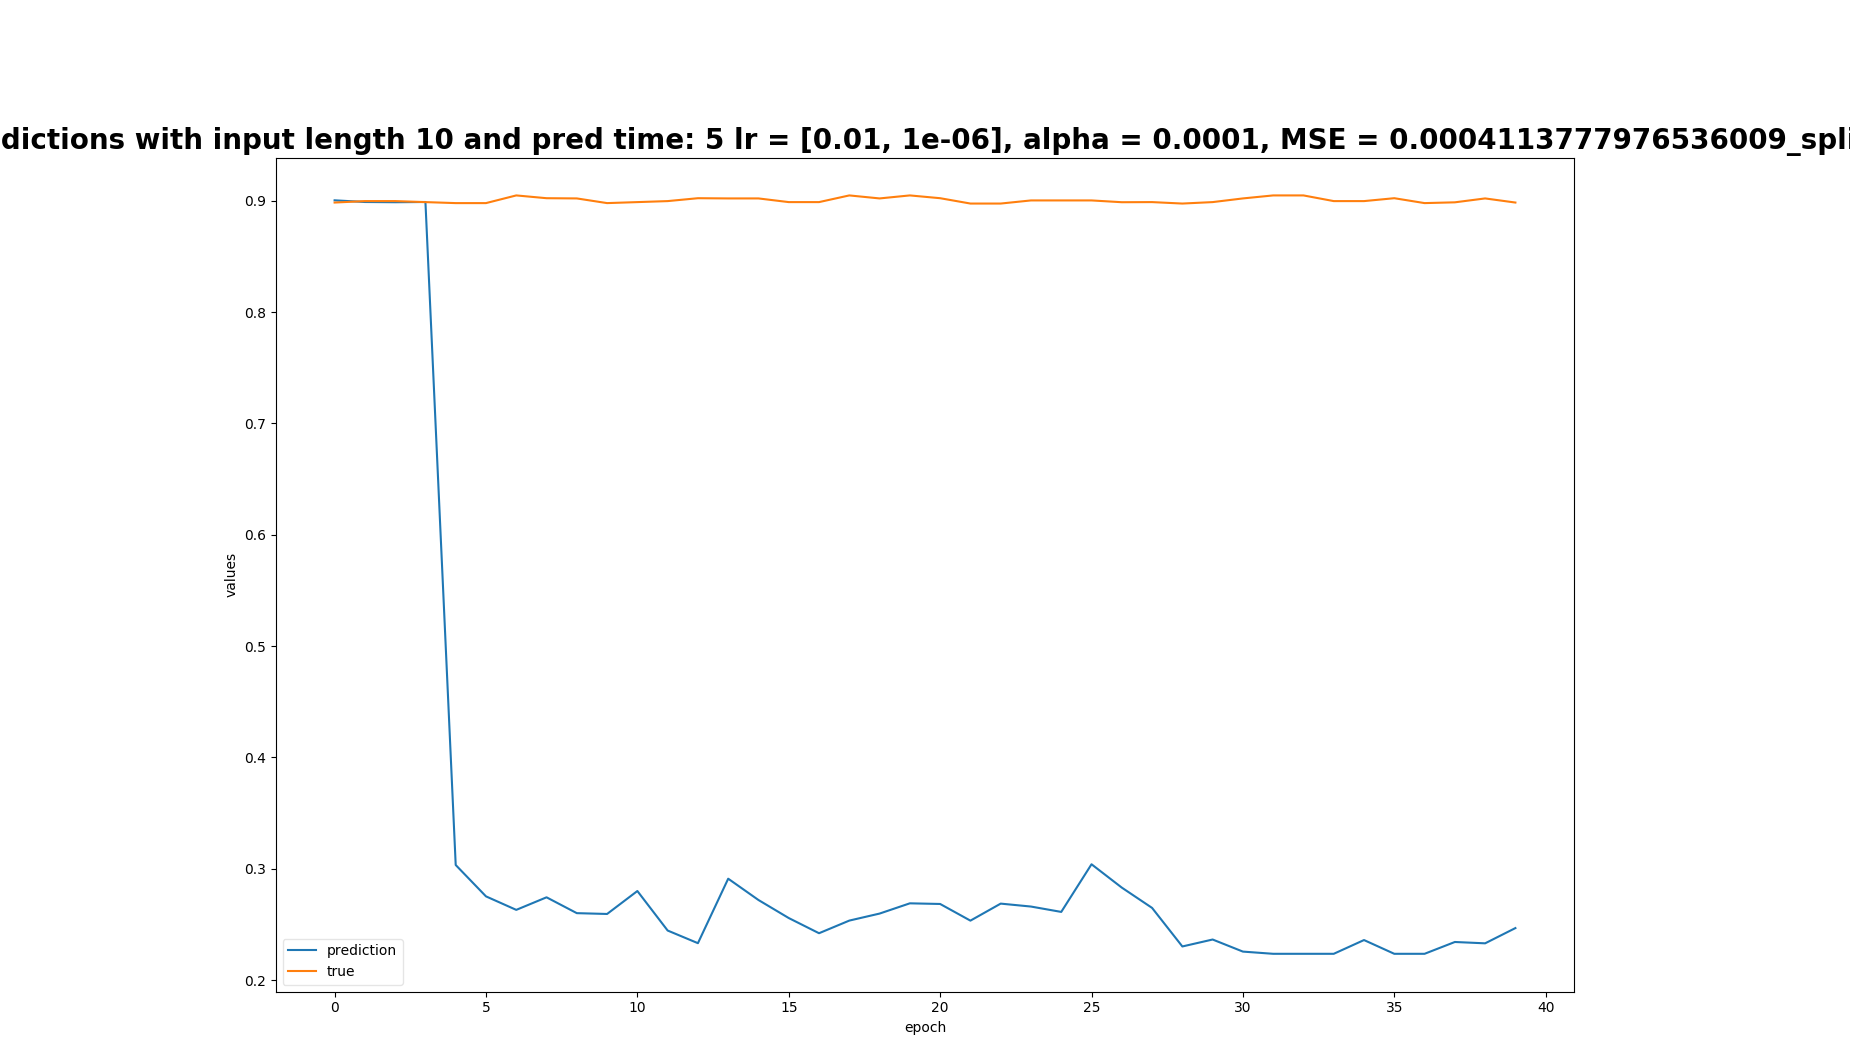 dictions with input length 10 and pred time: 5 lr = [0.01, 1e-06], alpha = 0.0001, MSE = 0.0004113777976536009_spli
0.9
0.8
0.7
0.6
0.5
0.4
0.3
0.2
values
prediction
true
0 5 10 15 20 25 30 35 40
epoch